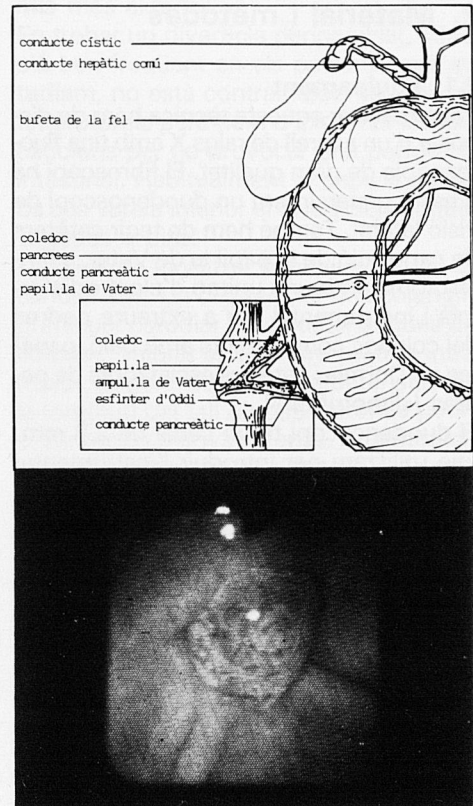 conducte cístic
conducte hepàtic comú
bufeta de la fel
coledoc
pancrees
conducte pancreàtic
papil.la de Vater
coledoc
papil.la
ampul.la de Vater
esfinter d'Oddi
conducte pancreàtic